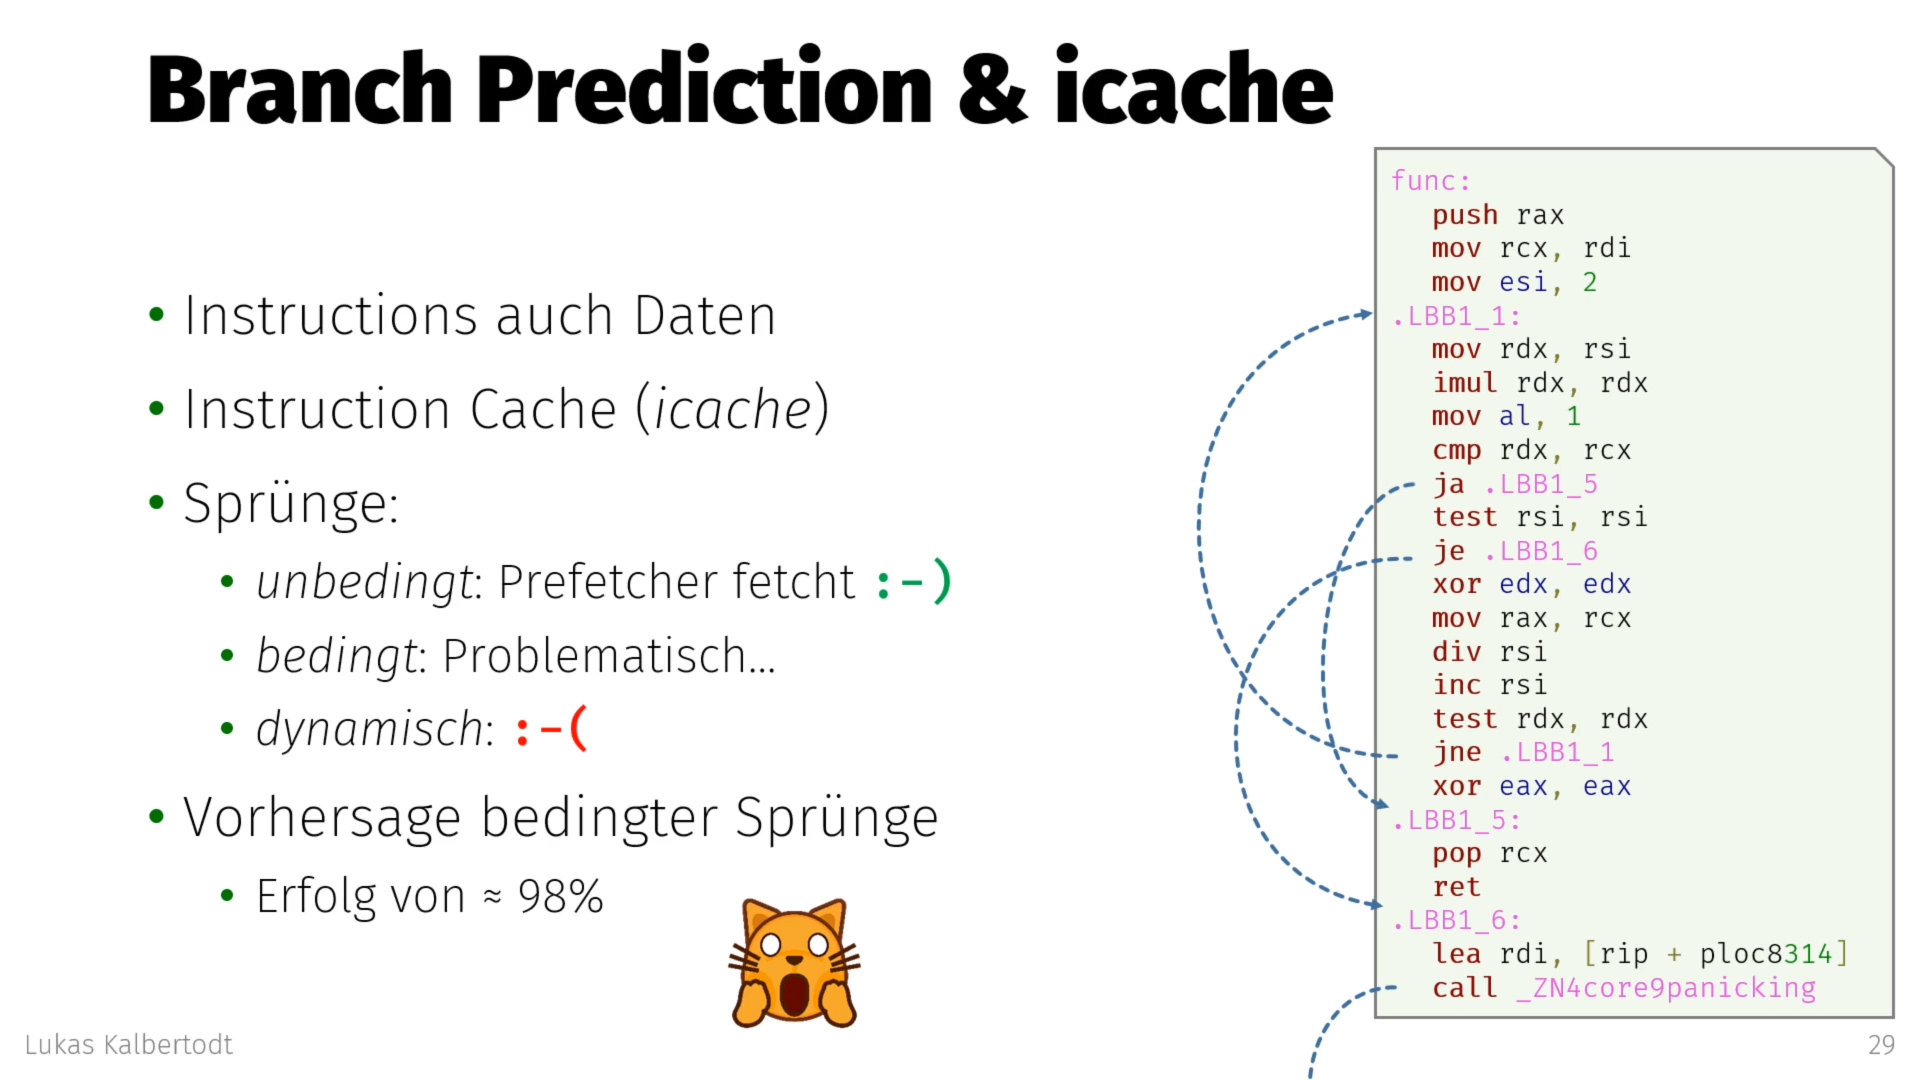 Branch Prediction & icache
• Instructions auch Daten
• Instruction Cache (icache)
• Sprünge:
• unbedingt: Prefetcher fetcht :-)
• bedingt: Problematisch...
• dynamisch: :-(
• Vorhersage bedingter Sprünge
• Erfolg von ≈ 98%
func:
push rax
mov rcx, rdi
mov esi, 2
.LBB1_1:
mov rdx, rsi
imul rdx, rdx
mov al, 1
cmp rdx, rcx
ja .LBB1_5
test rsi, rsi
je .LBB1_6
xor edx, edx
mov rax, rcx
div rsi
inc rsi
test rdx, rdx
jne .LBB1_1
xor eax, eax
.LBB1_5:
pop rcx
ret
.LBB1_6:
lea rdi, [rip + ploc8314]
call _ZN4core9panicking
Lukas Kalbertodt
29